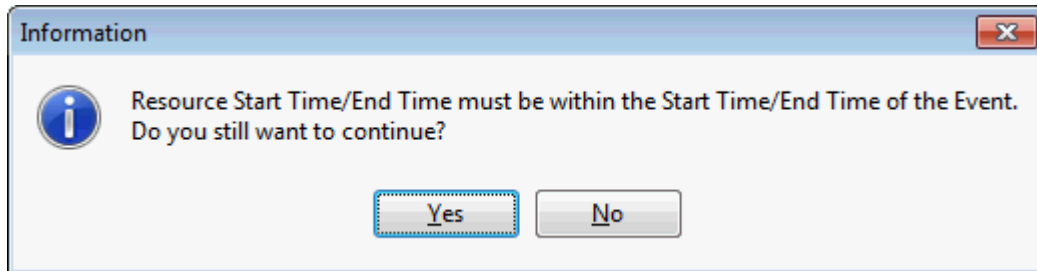 Information
Resource Start Time/End Time must be within the Start Time/End Time of the Event.
Do you still want to continue?
Yes
No